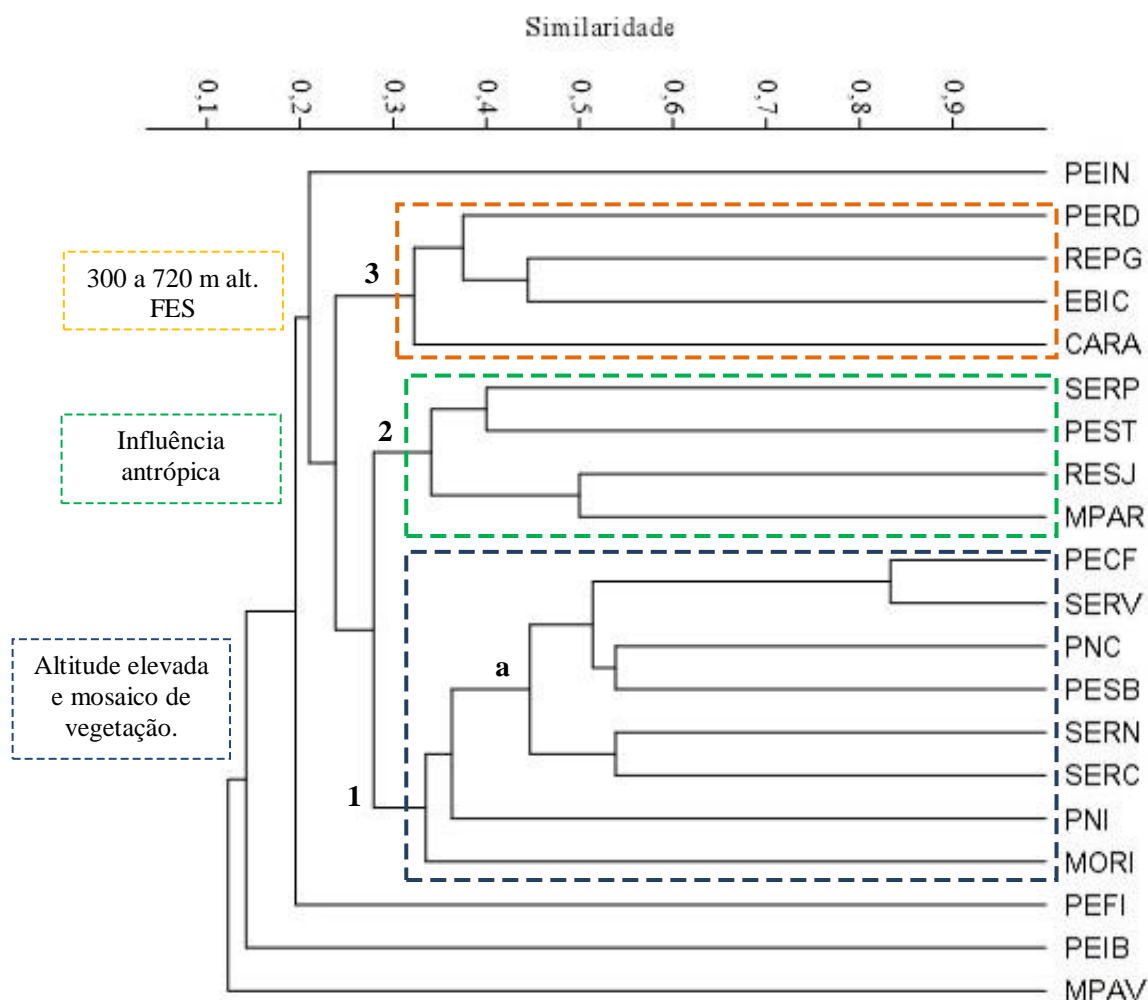 Similaridade
0,1 0,2 0,3 0,4 0,5 0,6 0,7 0,8 0,99
PEIN
PERD
REPG
EBIC
CARA
SERP
PEST
RESJ
MPAR
PECF
SERV
PNC
PESB
SERN
SERC
PNI
MORI
PEFI
PEIB
MPAV
300 a 720 m alt.
FES
3
Influência
antrópica
2
Altitude elevada
e mosaico de
vegetação.
a
1